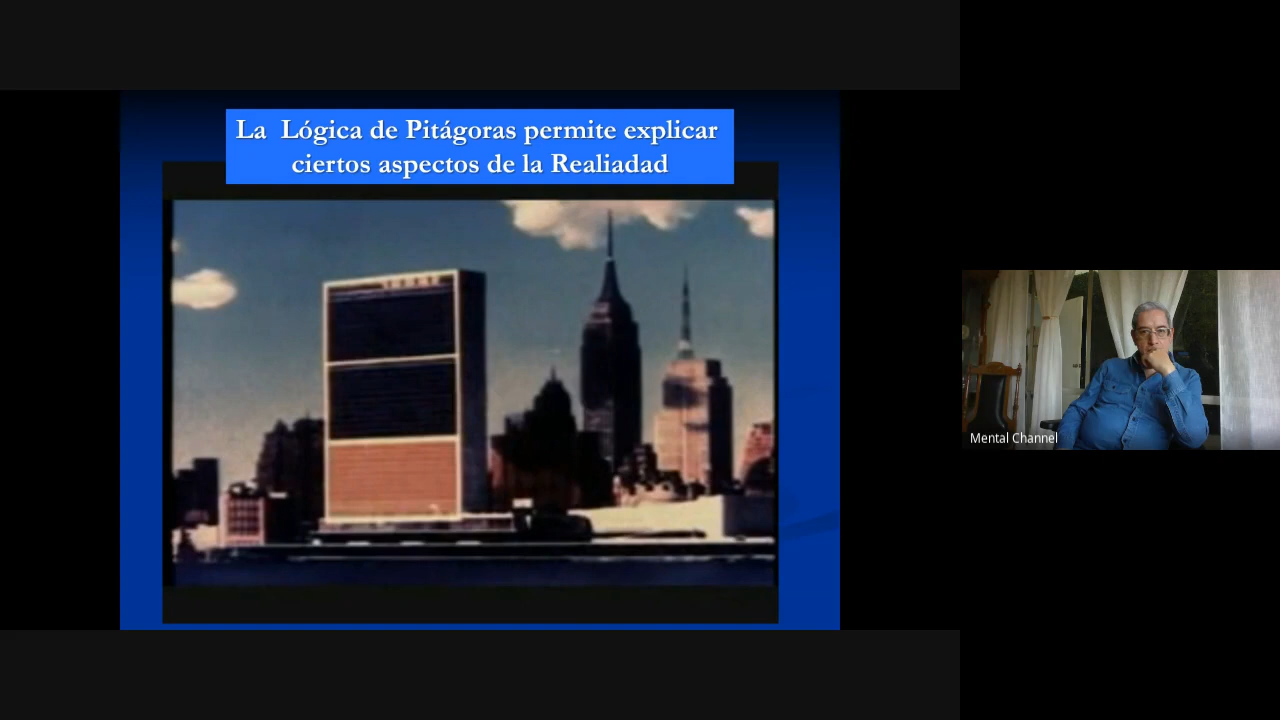 La Lógica de Pitágoras permite explicar
ciertos aspectos de la Realiadad
Mental Channel